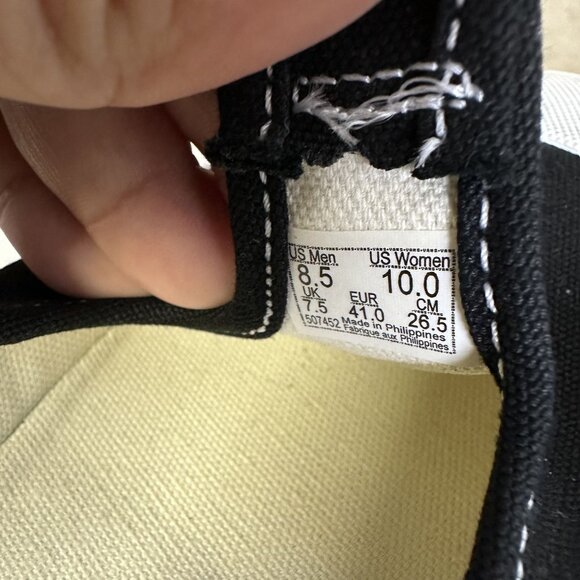 US Men US Women
8.5 10.0
UK EUR CM
7.5 41.0 26.5
507452 Made in Philippines
Fabrique aux Philippines